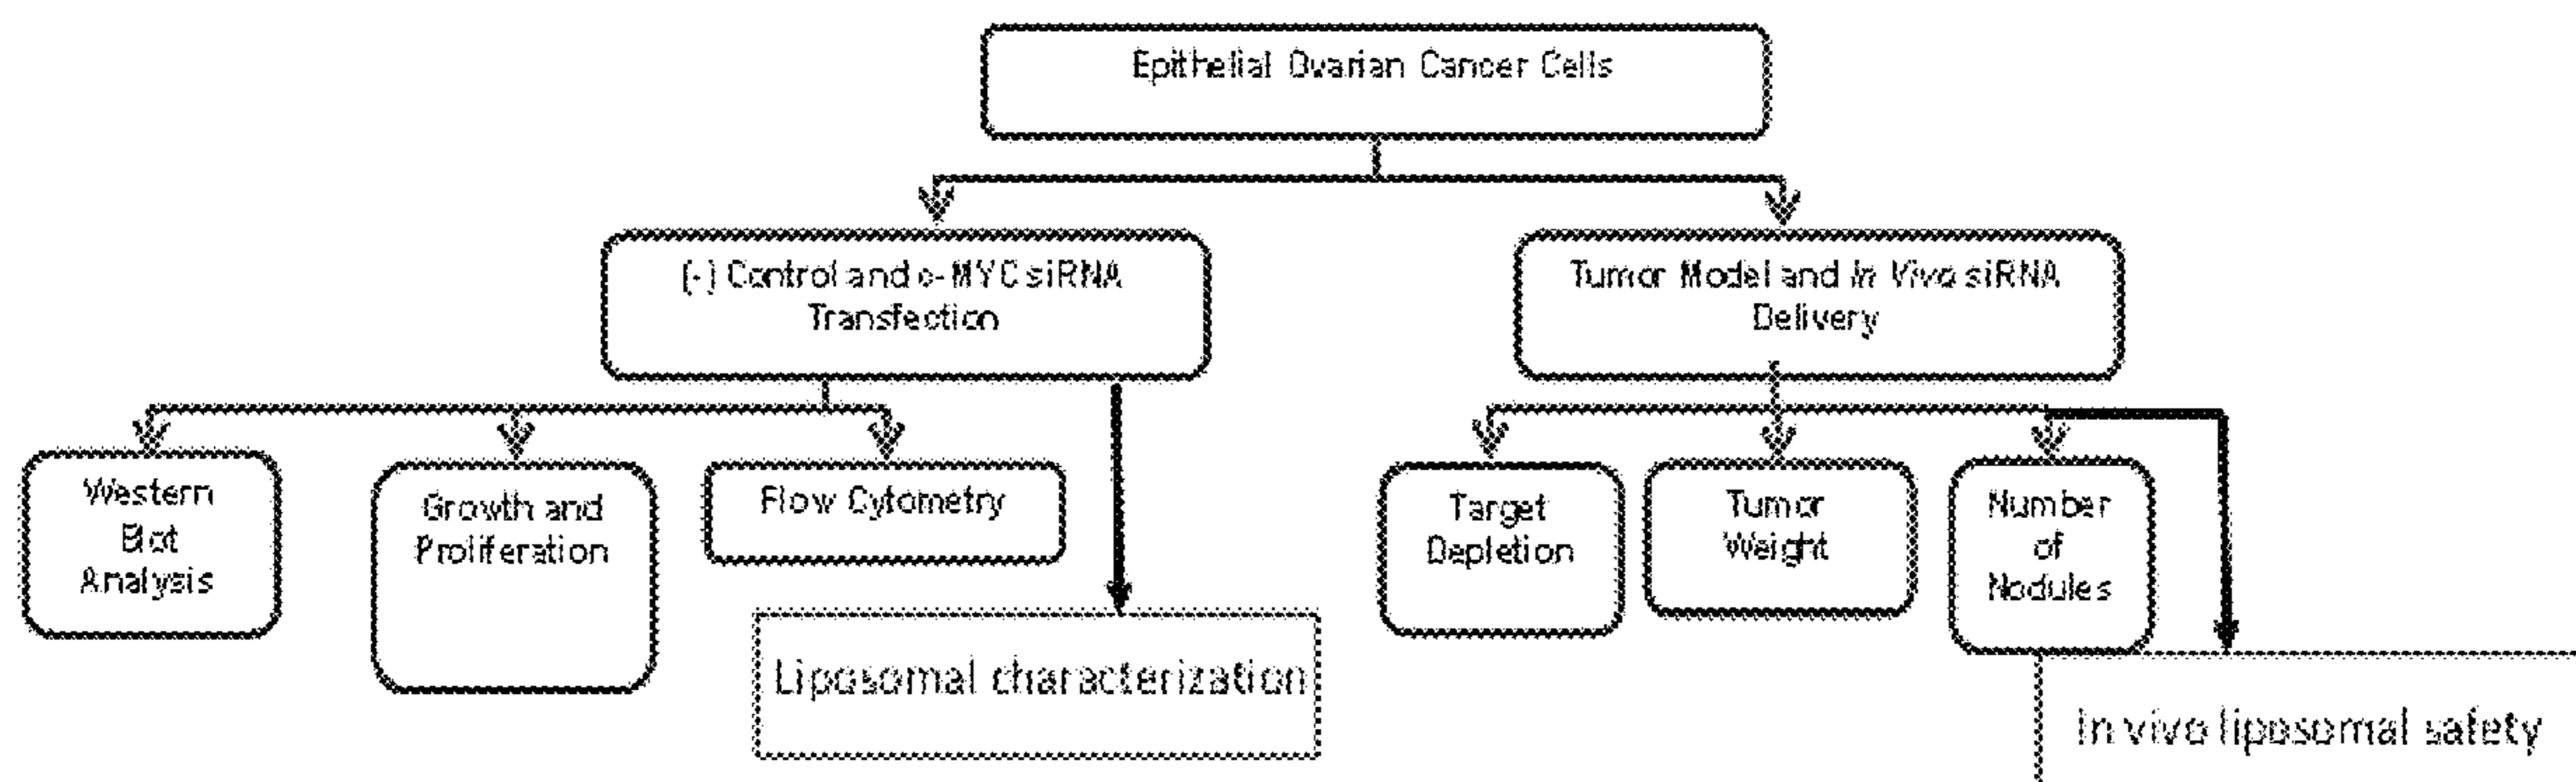 Epithelial Ovarian Cancer Cells
(-) Control and c-MYC siRNA
Transfection
Tumor Model and In Vivo siRNA
Delivery
Western
Blot
Analysis
Growth and
Proliferation
Flow Cytometry
Target
Depletion
Tumor
Weight
Number
of
Nodules
Liposomal characterization
In vivo liposomal safety